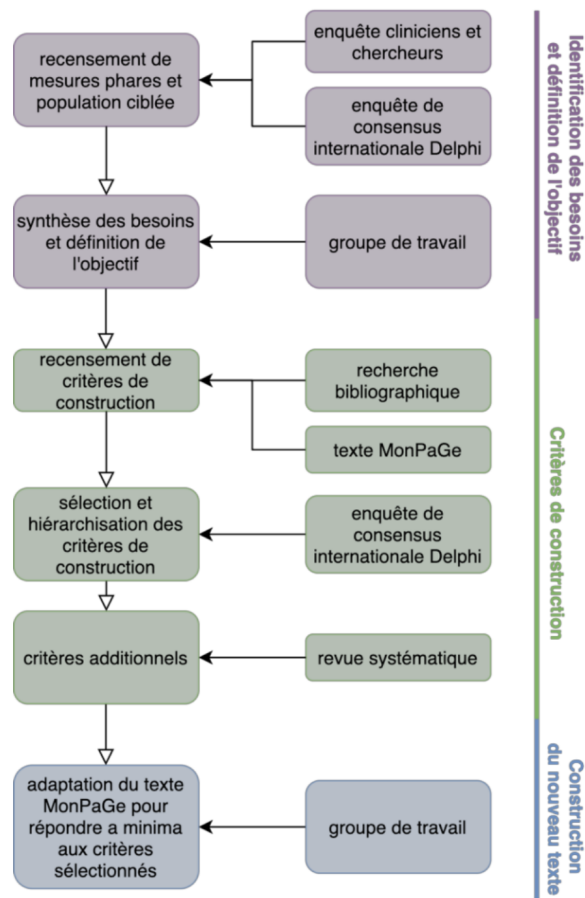 recensement de
mesures phares et
population ciblée
enquête cliniciens et
chercheurs
enquête de
consensus
internationale Delphi
synthèse des besoins
et définition de
l'objectif
groupe de travail
Identification des besoins
et définition de l'objectif
recensement de
critères de
construction
recherche
bibliographique
texte MonPaGe
sélection et
hiérarchisation des
critères de
construction
enquête de
consensus
internationale Delphi
critères additionnels
revue systématique
Critères de construction
adaptation du texte
MonPaGe pour
répondre a minima
aux critères
sélectionnés
groupe de travail
Construction
du nouveau texte